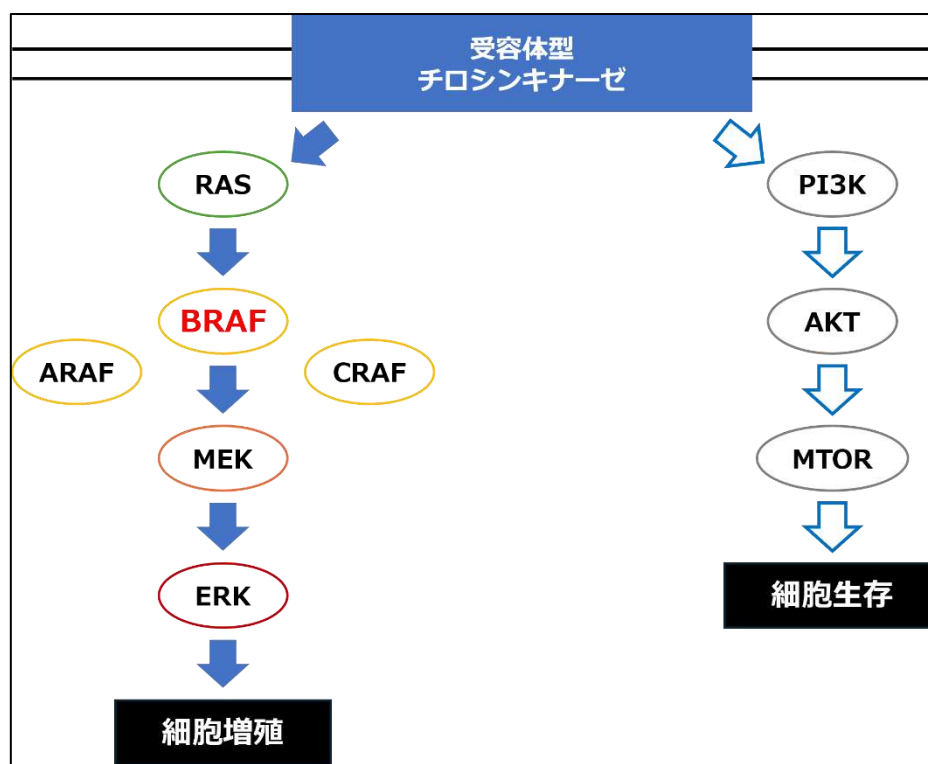 受容体型
チロシンキナーゼ
RAS
PI3K
BRAF
AKT
ARAF
CRAF
MEK
MTOR
ERK
細胞生存
細胞増殖